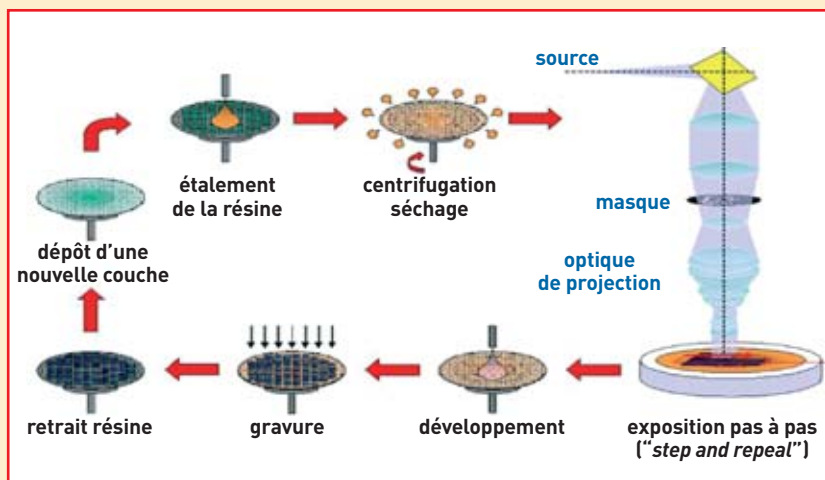 source
étalement
de la résine
centrifugation
séchage
masque
dépôt d’une
nouvelle couche
optique
de projection
retrait résine
gravure
développement
exposition pas à pas
(“step and repeal”)